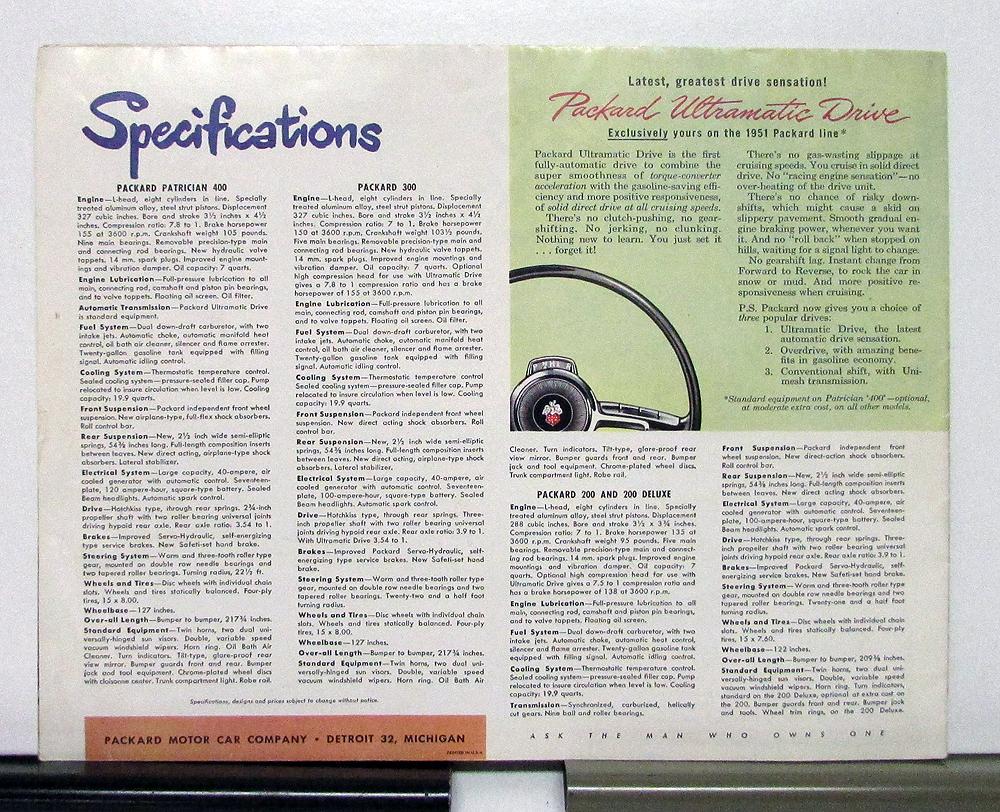 Specifications
PACKARD PATRICIAN 400
Engine—L-head, eight cylinders in line. Specially
treated aluminum alloy, steel strut pistons. Displacement
327 cubic inches. Bore and stroke 3½ inches x 4½
inches. Compression ratio: 7.8 to 1. Brake horsepower
155 at 3600 r.p.m. Crankshaft weight 105 pounds.
Nine main bearings. Removable precision-type main
and connecting rod bearings. New hydraulic valve
tappets. 14 mm. spark plugs. Improved engine mount-
ings and vibration damper. Oil capacity: 7 quarts.
Engine Lubrication—Full-pressure lubrication to all
main, connecting rod, camshaft and piston pin bearings,
and to valve tappets. Floating oil screen. Oil filter.
Automatic Transmission—Packard Ultramatic Drive
is standard equipment.
Fuel System—Dual down-draft carburetor, with two
intake jets. Automatic choke, automatic manifold heat
control, oil bath air cleaner, silencer and flame arrester.
Twenty-gallon gasoline tank equipped with filling
signal. Automatic idling control.
Cooling System—Thermostatic temperature control.
Sealed cooling system—pressure-sealed filler cap. Pump
relocated to insure circulation when level is low. Cooling
capacity: 19.9 quarts.
Front Suspension—Packard independent front wheel
suspension. New airplane-type, full-flex shock absorbers.
Roll control bar.
Rear Suspension—New, 2½ inch wide semi-elliptic
springs, 54¾ inches long. Full-length composition inserts
between leaves. New direct acting, airplane-type shock
absorbers. Lateral stabilizer.
Electrical System—Large capacity, 40-ampere, air
cooled generator with automatic control. Seventeen-
plate, 120 ampere-hour, square-type battery. Sealed
Beam headlights. Automatic spark control.
Drive—Hotchkiss type, through rear springs. 2¾-inch
propeller shaft with two roller bearing universal joints
driving hypoid rear axle. Rear axle ratio: 3.54 to 1.
Brakes—Improved Servo-Hydraulic, self-energizing
type service brakes. New Safeti-set hand brake.
Steering System—Worm and three-tooth roller type
gear, mounted on double row needle bearings and
two tapered roller bearings. Turning radius, 22½ ft.
Wheels and Tires—Disc wheels with individual chain
slots. Wheels and tires statically balanced. Four-ply
tires, 15 x 8.00.
Wheelbase—127 inches.
Over-all Length—Bumper to bumper, 217¾ inches.
Standard Equipment—Twin horns, two dual uni-
versally-hinged sun visors. Double, variable speed
vacuum windshield wipers. Horn ring. Oil Bath Air
Cleaner. Turn indicators. Tilt-type, glare-proof rear
view mirror. Bumper guards front and rear. Bumper
jack and tool equipment. Chrome-plated wheel discs
with cloisonne center. Trunk compartment light. Robe rail.
PACKARD 300
Engine—L-head, eight cylinders in line. Specially
treated aluminum alloy, steel strut pistons. Displacement
327 cubic inches. Bore and stroke 3½ inches x 4½
inches. Compression ratio: 7 to 1. Brake horsepower
150 at 3600 r.p.m. Crankshaft weight 103½ pounds.
Five main bearings. Removable precision-type main and
connecting rod bearings. New hydraulic valve tappets.
14 mm. spark plugs. Improved engine mountings and
vibration damper. Oil capacity: 7 quarts. Optional
high compression head for use with Ultramatic Drive
gives a 7.8 to 1 compression ratio and has a brake
horsepower of 155 at 3600 r.p.m.
Engine Lubrication—Full-pressure lubrication to all
main, connecting rod, camshaft and piston pin bearings,
and to valve tappets. Floating oil screen.
Fuel System—Dual down-draft carburetor, with two
intake jets. Automatic choke, automatic manifold heat
control, oil bath air cleaner, silencer and flame arrester.
Twenty-gallon gasoline tank equipped with filling
signal. Automatic idling control.
Cooling System—Thermostatic temperature control.
Sealed cooling system—pressure-sealed filler cap. Pump
relocated to insure circulation when level is low. Cooling
capacity: 19.9 quarts.
Front Suspension—Packard independent front wheel
suspension. New direct acting shock absorbers. Roll
control bar.
Rear Suspension—New, 2½ inch wide semi-elliptic
springs, 54¾ inches long. Full-length composition inserts
between leaves. New direct acting, airplane-type shock
absorbers. Lateral stabilizer.
Electrical System—Large capacity, 40-ampere, air
cooled generator with automatic control. Seventeen-
plate, 100-ampere-hour, square-type battery. Sealed
Beam headlights. Automatic spark control.
Drive—Hotchkiss type, through rear springs. Three-
inch propeller shaft with two roller bearing universal
joints driving hypoid rear axle. Rear axle ratio 3.9 to 1.
With Ultramatic Drive 3.54 to 1.
Brakes—Improved Packard Servo-Hydraulic, self-
energizing type service brakes. New Safeti-set hand
brake.
Steering System—Worm and three-tooth roller type
gear, mounted on double row needle bearings and two
tapered roller bearings. Twenty-two and a half foot
turning radius.
Wheels and Tires—Disc wheels with individual chain
slots. Wheels and tires statically balanced. Four-ply
tires, 15 x 8.00.
Wheelbase—127 inches.
Over-all Length—Bumper to bumper, 217¾ inches.
Standard Equipment—Twin horns, two dual uni-
versally-hinged sun visors. Double, variable speed
vacuum windshield wipers. Horn ring. Oil Bath Air
Specifications, designs and prices subject to change without notice.
PACKARD MOTOR CAR COMPANY • DETROIT 32, MICHIGAN
PRINTED IN U.S.A.
Latest, greatest drive sensation!
Packard Ultramatic Drive
Exclusively yours on the 1951 Packard line*
Packard Ultramatic Drive is the first
fully-automatic drive to combine the
super smoothness of torque-converter
acceleration with the gasoline-saving effi-
ciency and more positive responsiveness,
of solid direct drive at all cruising speeds.
There's no clutch-pushing, no gear-
shifting. No jerking, no clunking.
Nothing new to learn. You just set it
. . . forget it!
There's no gas-wasting slippage at
cruising speeds. You cruise in solid direct
drive. No "racing engine sensation"—no
over-heating of the drive unit.
There's no chance of risky down-
shifts, which might cause a skid on
slippery pavement. Smooth gradual en-
gine braking power, whenever you want
it. And no "roll back" when stopped on
hills, waiting for a signal light to change.
No gearshift lag. Instant change from
Forward to Reverse, to rock the car in
snow or mud. And more positive re-
sponsiveness when cruising.
P.S. Packard now gives you a choice of
three popular drives:
1. Ultramatic Drive, the latest
automatic drive sensation.
2. Overdrive, with amazing bene-
fits in gasoline economy.
3. Conventional shift, with Uni-
mesh transmission.
*Standard equipment on Patrician "400"—optional,
at moderate extra cost, on all other models.
Cleaner. Turn indicators. Tilt-type, glare-proof rear
view mirror. Bumper guards front and rear. Bumper
jack and tool equipment. Chrome-plated wheel discs.
Trunk compartment light. Robe rail.
PACKARD 200 AND 200 DELUXE
Engine—L-head, eight cylinders in line. Specially
treated aluminum alloy, steel strut pistons. Displacement
288 cubic inches. Bore and stroke 3½ x 3¾ inches.
Compression ratio: 7 to 1. Brake horsepower 135 at
3600 r.p.m. Crankshaft weight 95 pounds. Five main
bearings. Removable precision-type main and connect-
ing rod bearings. 14 mm. spark plugs. Improved engine
mountings and vibration damper. Oil capacity: 7
quarts. Optional high compression head for use with
Ultramatic Drive gives a 7.5 to 1 compression ratio and
has a brake horsepower of 138 at 3600 r.p.m.
Engine Lubrication—Full-pressure lubrication to all
main, connecting rod, camshaft and piston pin bearings,
and to valve tappets. Floating oil screen.
Fuel System—Dual down-draft carburetor, with two
intake jets. Automatic choke, automatic heat control,
silencer and flame arrester. Twenty-gallon gasoline tank
equipped with filling signal. Automatic idling control.
Cooling System—Thermostatic temperature control.
Sealed cooling system—pressure-sealed filler cap. Pump
relocated to insure circulation when level is low. Cooling
capacity: 19.9 quarts.
Transmission—Synchronized, carburized, helically
cut gears. Nine ball and roller bearings.
Front Suspension—Packard independent front
wheel suspension. New direct-action shock absorbers.
Roll control bar.
Rear Suspension—New, 2½ inch wide semi-elliptic
springs, 54¾ inches long. Full-length composition inserts
between leaves. New direct acting shock absorbers.
Electrical System—Large capacity, 40-ampere, air
cooled generator with automatic control. Seventeen-
plate, 100-ampere-hour, square-type battery. Sealed
Beam headlights. Automatic spark control.
Drive—Hotchkiss type, through rear springs. Three-
inch propeller shaft with two roller bearing universal
joints driving hypoid rear axle. Rear axle ratio 3.9 to 1.
Brakes—Improved Packard Servo-Hydraulic, self-
energizing service brakes. New Safeti-set hand brake.
Steering System—Worm and three-tooth roller type
gear, mounted on double row needle bearings and two
tapered roller bearings. Twenty-one and a half foot
turning radius.
Wheels and Tires—Disc wheels with individual chain
slots. Wheels and tires statically balanced. Four-ply
tires, 15 x 7.60.
Wheelbase—122 inches.
Over-all Length—Bumper to bumper, 209⅜ inches.
Standard Equipment—Twin horns, two dual uni-
versally-hinged sun visors. Double, variable speed
vacuum windshield wipers. Horn ring. Turn indicators,
standard on the 200 Deluxe, optional at extra cost on
the 200. Bumper guards front and rear. Bumper jack
and tools. Wheel trim rings, on the 200 Deluxe.
ASK THE MAN WHO OWNS ONE